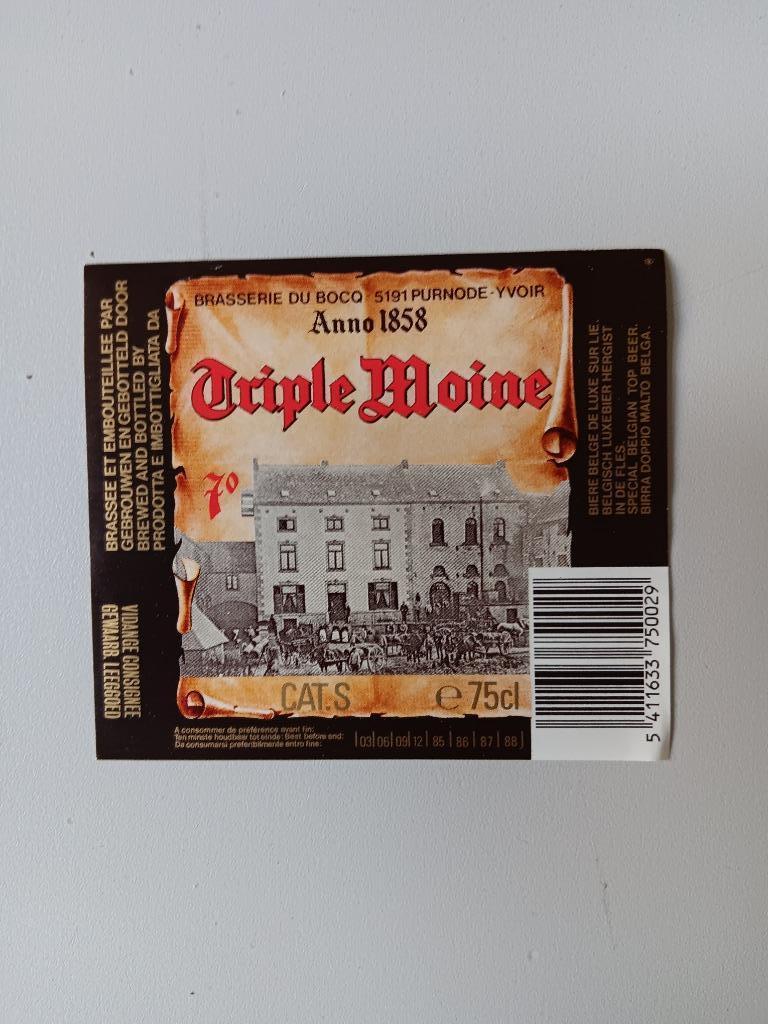 BRASSERIE DU BOCQ 5191 PURNODE-YVOIR
Anno 1858
Triple Moine
7°
CAT.S
e 75cl
A consommer de préférence avant fin:
Ten minste houdbaar tot einde: Best before end:
Da consumarsi preferibilmente entro fine:
|03|06|09|12|85|86|87|88|
BRASSEE ET EMBOUTEILLEE PAR
GEBROUWEN EN GEBOTTELD DOOR
BREWED AND BOTTLED BY
PRODOTTA E IMBOTTIGLIATA DA
VIDANGE CONSIGNEE
GEWAARB LEEGGOED
BIERE BELGE DE LUXE SUR LIE.
BELGISCH LUXEBIER HERGIST
IN DE FLES.
SPECIAL BELGIAN TOP BEER.
BIRRA DOPPIO MALTO BELGA.
5 411633 750029